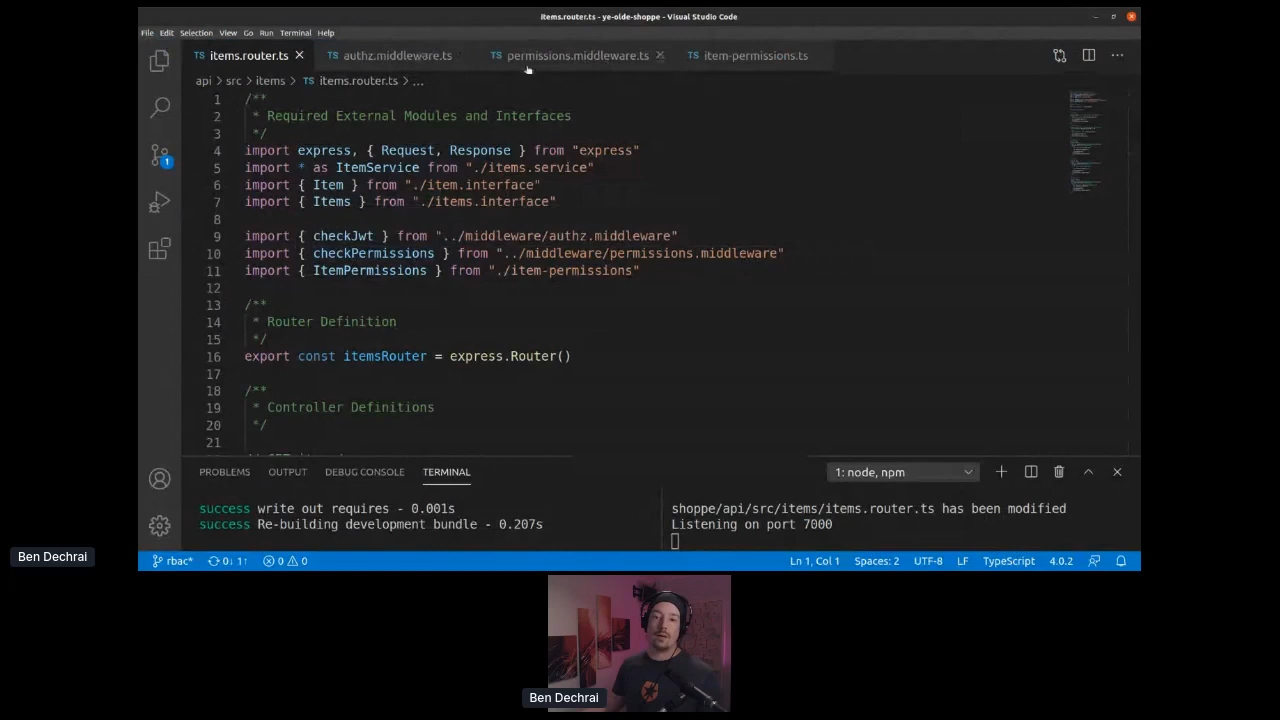 items.router.ts - ye-olde-shoppe - Visual Studio Code
File Edit Selection View Go Run Terminal Help
TS items.router.ts TS authz.middleware.ts TS permissions.middleware.ts TS item-permissions.ts
api > src > items > TS items.router.ts > ...
1 /**
2 * Required External Modules and Interfaces
3 */
4 import express, { Request, Response } from "express"
5 import * as ItemService from "./items.service"
6 import { Item } from "./item.interface"
7 import { Items } from "./items.interface"
8
9 import { checkJwt } from "../middleware/authz.middleware"
10 import { checkPermissions } from "../middleware/permissions.middleware"
11 import { ItemPermissions } from "./item-permissions"
12
13 /**
14 * Router Definition
15 */
16 export const itemsRouter = express.Router()
17
18 /**
19 * Controller Definitions
20 */
21
1
PROBLEMS OUTPUT DEBUG CONSOLE TERMINAL 1: node, npm
success write out requires - 0.001s
success Re-building development bundle - 0.207s
shoppe/api/src/items/items.router.ts has been modified
Listening on port 7000
rbac* 0↓ 1↑ 0 0 Ln 1, Col 1 Spaces: 2 UTF-8 LF TypeScript 4.0.2
Ben Dechrai
Ben Dechrai